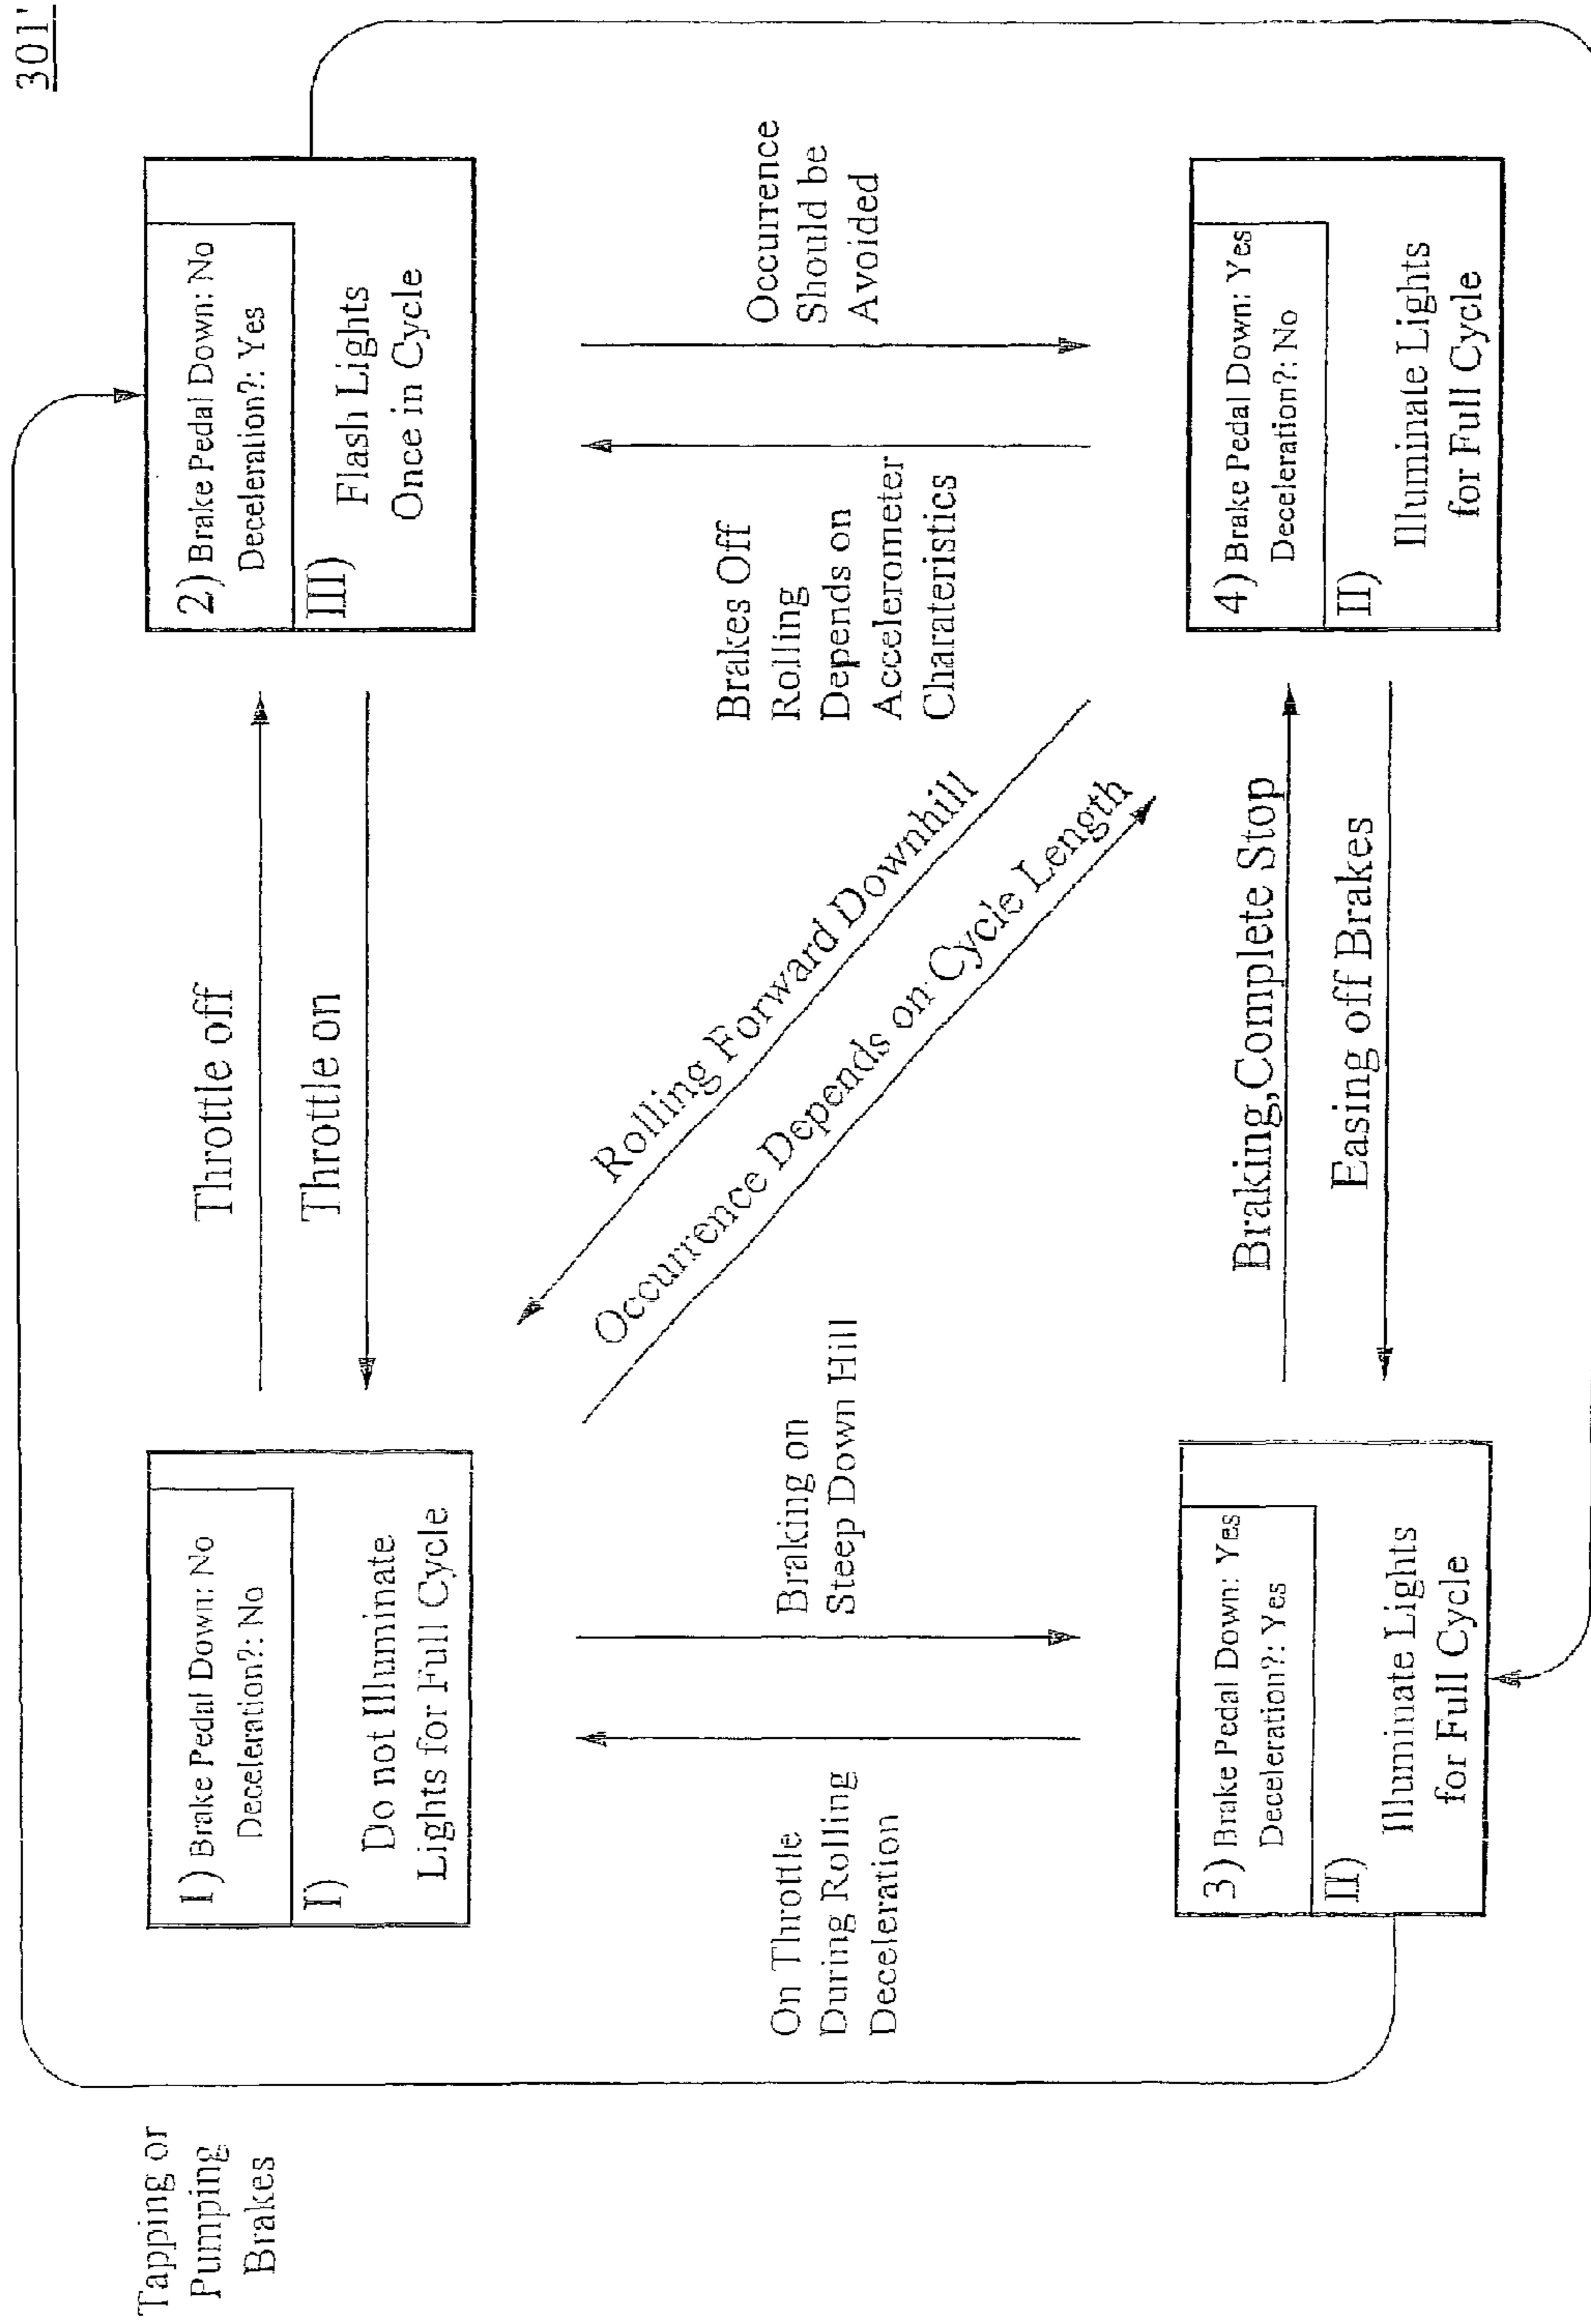 301'
Tapping or
Pumping
Brakes
1) Brake Pedal Down: No
Deceleration?: No
I)
Do not Illuminate
Lights for Full Cycle
Throttle off
Throttle on
2) Brake Pedal Down: No
Deceleration?: Yes
III)
Flash Lights
Once in Cycle
On Throttle
During Rolling
Deceleration
Braking on
Steep Down Hill
Rolling Forward Downhill
Occurrence Depends on Cycle Length
Brakes Off
Rolling
Depends on
Accelerometer
Charateristics
Occurrence
Should be
Avoided
3) Brake Pedal Down: Yes
Deceleration?: Yes
II)
Illuminate Lights
for Full Cycle
Braking,Complete Stop
Easing off Brakes
4) Brake Pedal Down: Yes
Deceleration?: No
II)
Illuminate Lights
for Full Cycle